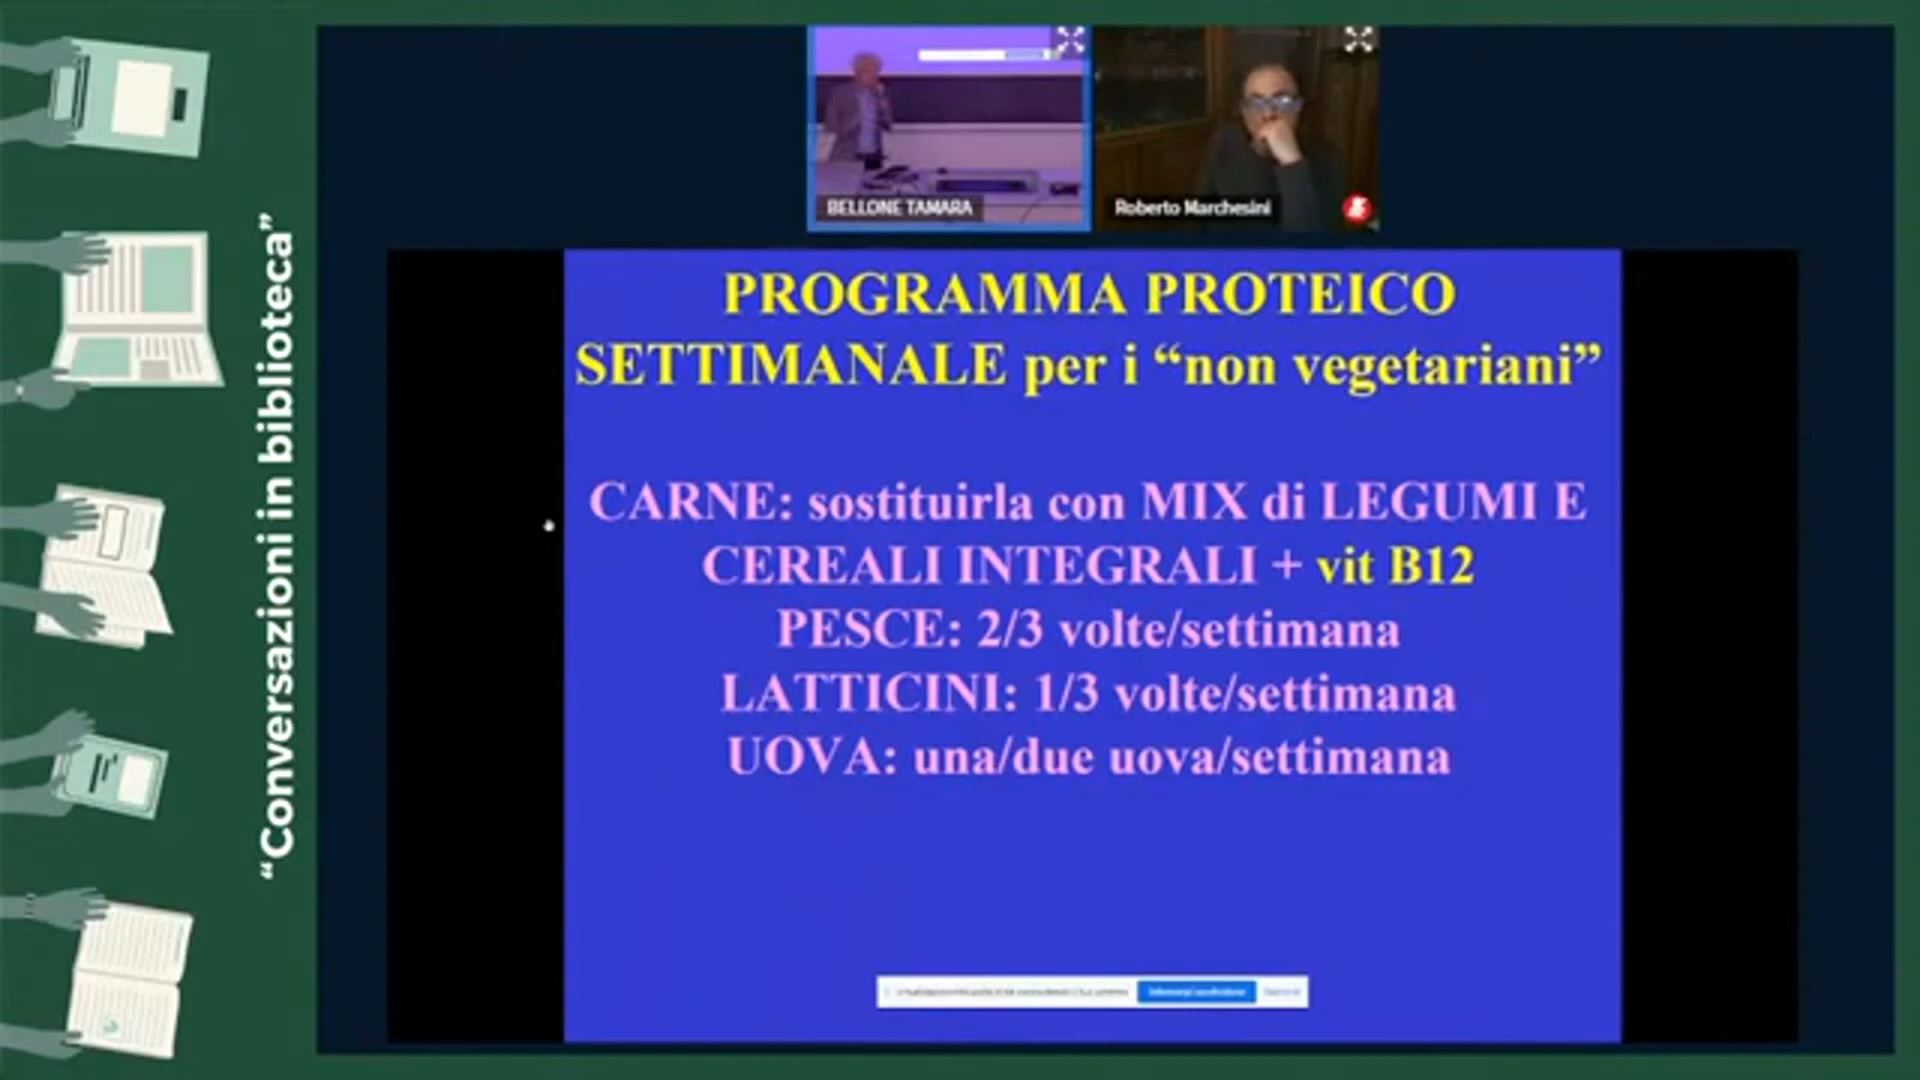 “Conversazioni in biblioteca”
BELLONE TAMARA
Roberto Marchesini
PROGRAMMA PROTEICO
SETTIMANALE per i “non vegetariani”
CARNE: sostituirla con MIX di LEGUMI E
CEREALI INTEGRALI + vit B12
PESCE: 2/3 volte/settimana
LATTICINI: 1/3 volte/settimana
UOVA: una/due uova/settimana